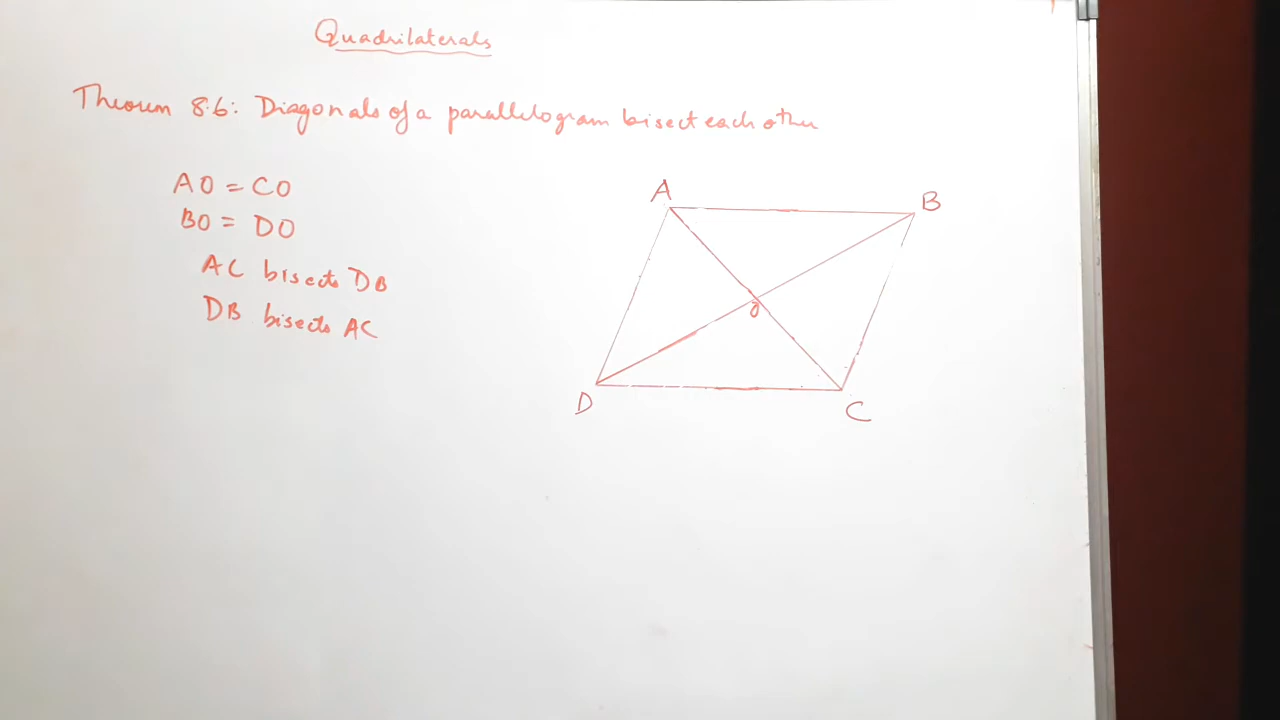 Quadrilaterals
Theorem 8.6: Diagonals of a parallelogram bisect each other
AO = CO
BO = DO
AC bisects DB
DB bisects AC
A
B
O
D
C